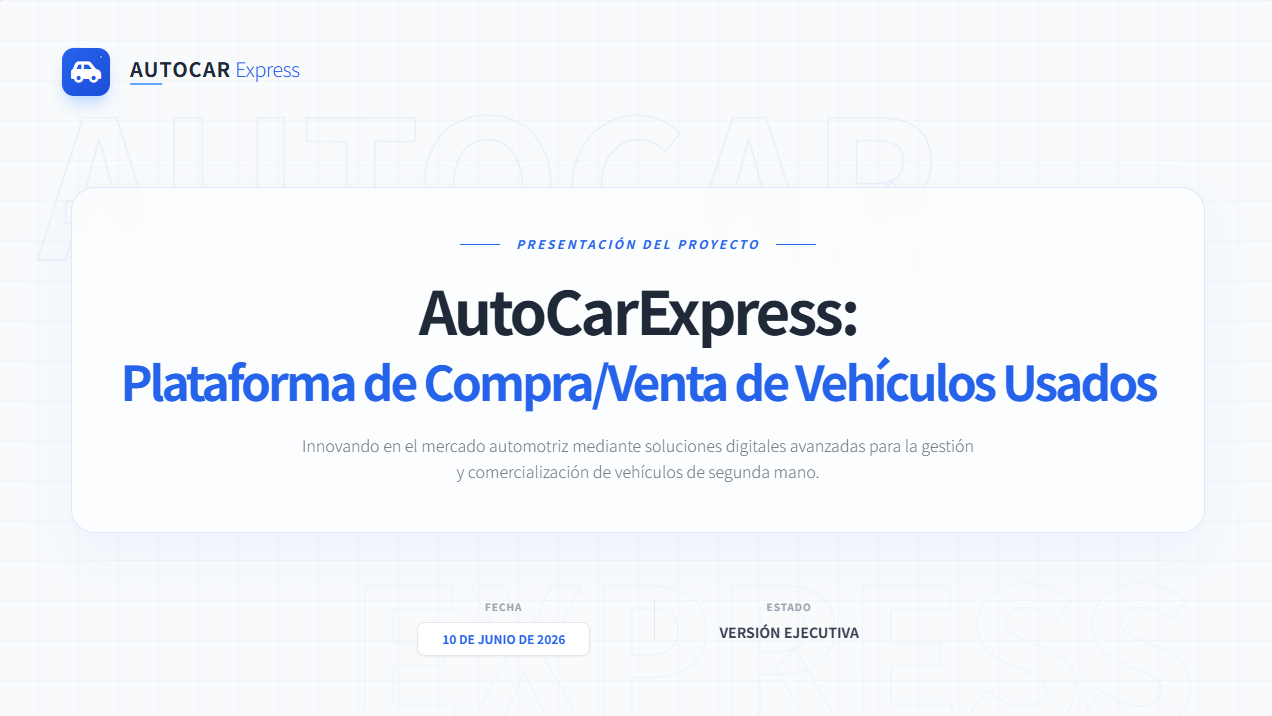 AUTOCAR Express
AUTOCAR
PRESENTACIÓN DEL PROYECTO
AutoCarExpress:
Plataforma de Compra/Venta de Vehículos Usados
Innovando en el mercado automotriz mediante soluciones digitales avanzadas para la gestión
y comercialización de vehículos de segunda mano.
EXPRESS
FECHA
ESTADO
10 DE JUNIO DE 2026
VERSIÓN EJECUTIVA